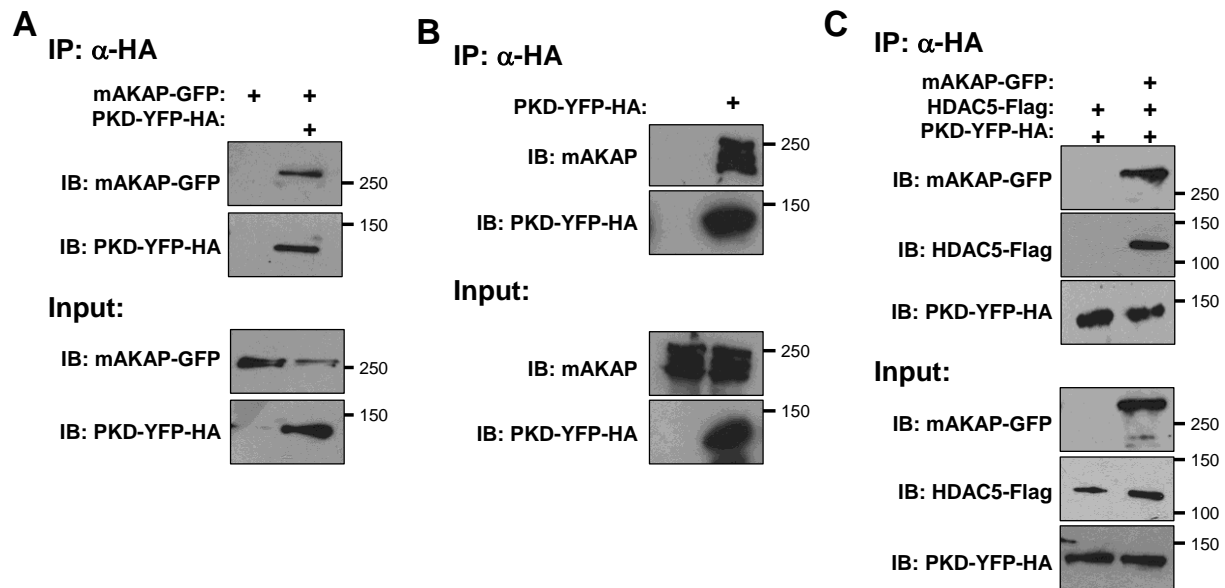 A
IP: α-HA
mAKAP-GFP: + +
PKD-YFP-HA: +
IB: mAKAP-GFP
250
IB: PKD-YFP-HA
150
Input:
IB: mAKAP-GFP
250
IB: PKD-YFP-HA
150
B
IP: α-HA
PKD-YFP-HA: +
IB: mAKAP
250
IB: PKD-YFP-HA
150
Input:
IB: mAKAP
250
IB: PKD-YFP-HA
150
C
IP: α-HA
mAKAP-GFP: +
HDAC5-Flag: + +
PKD-YFP-HA: + +
IB: mAKAP-GFP
250
IB: HDAC5-Flag
150
100
IB: PKD-YFP-HA
150
Input:
IB: mAKAP-GFP
250
IB: HDAC5-Flag
150
100
IB: PKD-YFP-HA
150